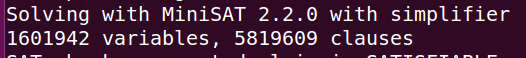 Solving with MiniSAT 2.2.0 with simplifier
1601942 variables, 5819609 clauses